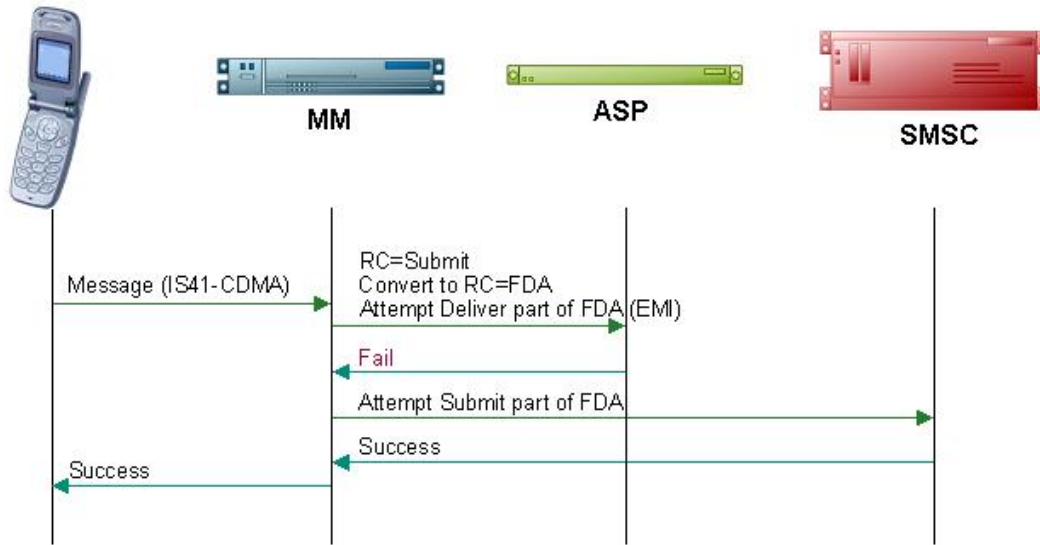 MM
ASP
SMSC
Message (IS41-CDMA)
RC=Submit
Convert to RC=FDA
Attempt Deliver part of FDA (EMI)
Fail
Attempt Submit part of FDA
Success
Success